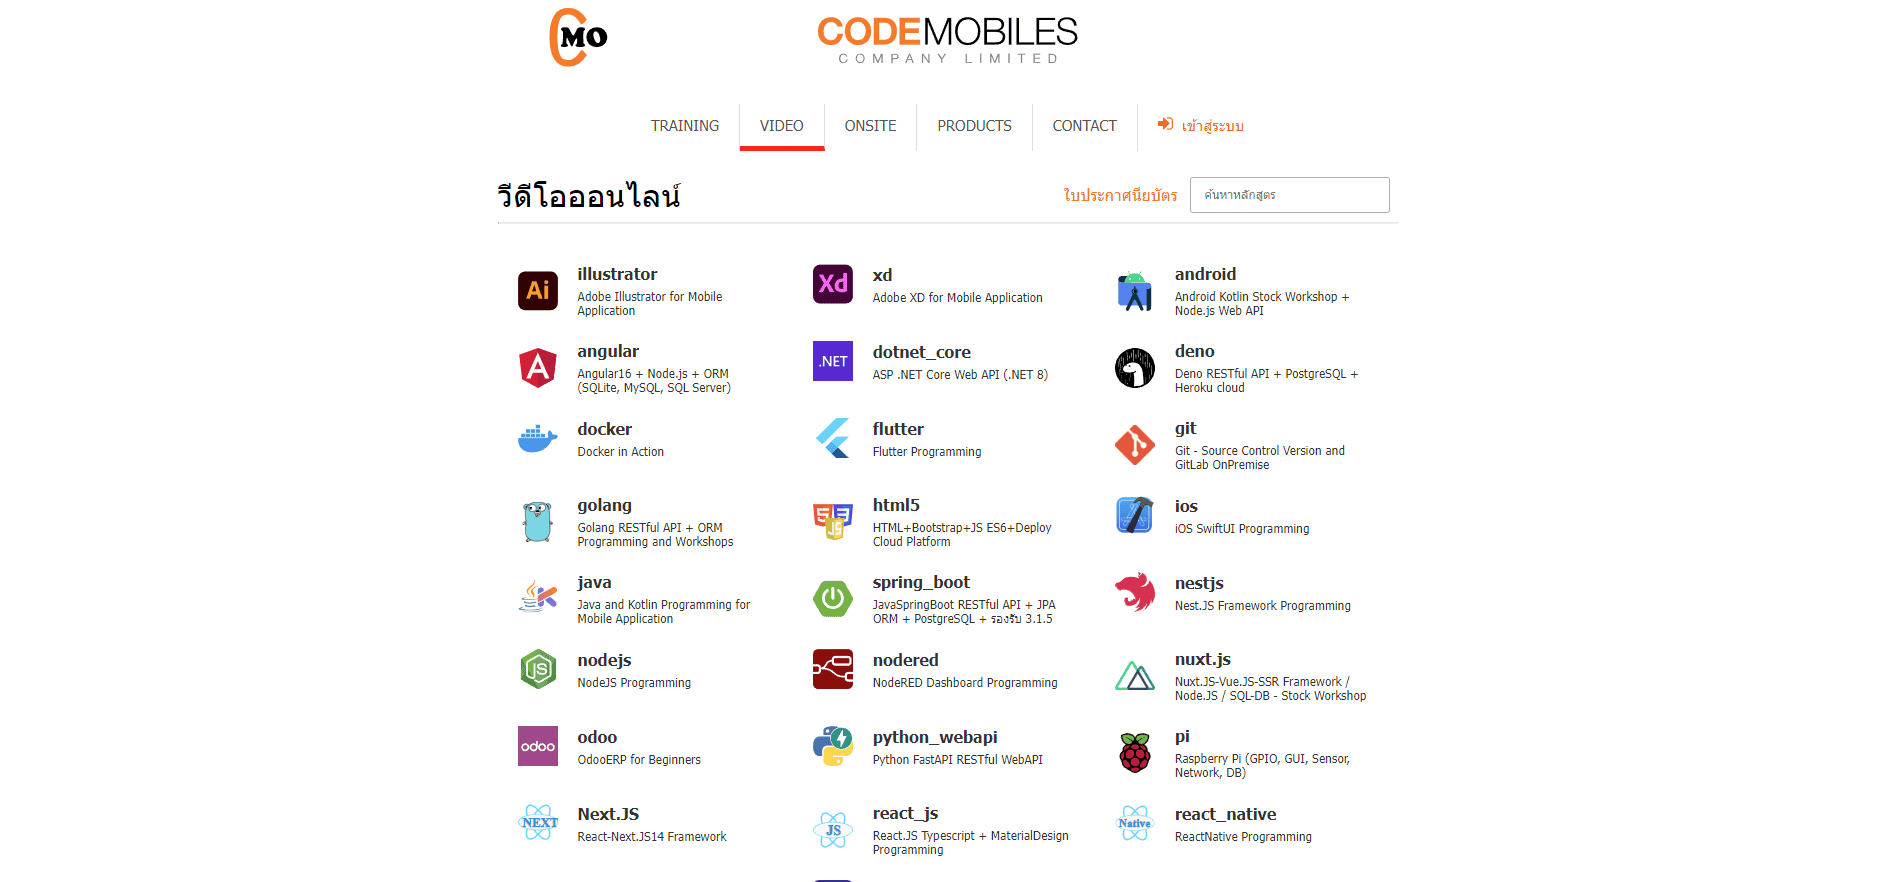 CMO
CODEMOBILES
COMPANY LIMITED
TRAINING
VIDEO
ONSITE
PRODUCTS
CONTACT
เข้าสู่ระบบ
วีดีโอออนไลน์
ใบประกาศนียบัตร
ค้นหาหลักสูตร
Ai
illustrator
Adobe Illustrator for Mobile
Application
Xd
xd
Adobe XD for Mobile Application
android
Android Kotlin Stock Workshop +
Node.js Web API
A
angular
Angular16 + Node.js + ORM
(SQLite, MySQL, SQL Server)
.NET
dotnet_core
ASP .NET Core Web API (.NET 8)
deno
Deno RESTful API + PostgreSQL +
Heroku cloud
docker
Docker in Action
flutter
Flutter Programming
git
Git - Source Control Version and
GitLab OnPremise
golang
Golang RESTful API + ORM
Programming and Workshops
5 3
JS
html5
HTML+Bootstrap+JS ES6+Deploy
Cloud Platform
ios
iOS SwiftUI Programming
java
Java and Kotlin Programming for
Mobile Application
spring_boot
JavaSpringBoot RESTful API + JPA
ORM + PostgreSQL + รองรับ 3.1.5
nestjs
Nest.JS Framework Programming
JS
nodejs
NodeJS Programming
nodered
NodeRED Dashboard Programming
nuxt.js
Nuxt.JS-Vue.JS-SSR Framework /
Node.JS / SQL-DB - Stock Workshop
odoo
odoo
OdooERP for Beginners
python_webapi
Python FastAPI RESTful WebAPI
pi
Raspberry Pi (GPIO, GUI, Sensor,
Network, DB)
NEXT
Next.JS
React-Next.JS14 Framework
JS
react_js
React.JS Typescript + MaterialDesign
Programming
Native
react_native
ReactNative Programming